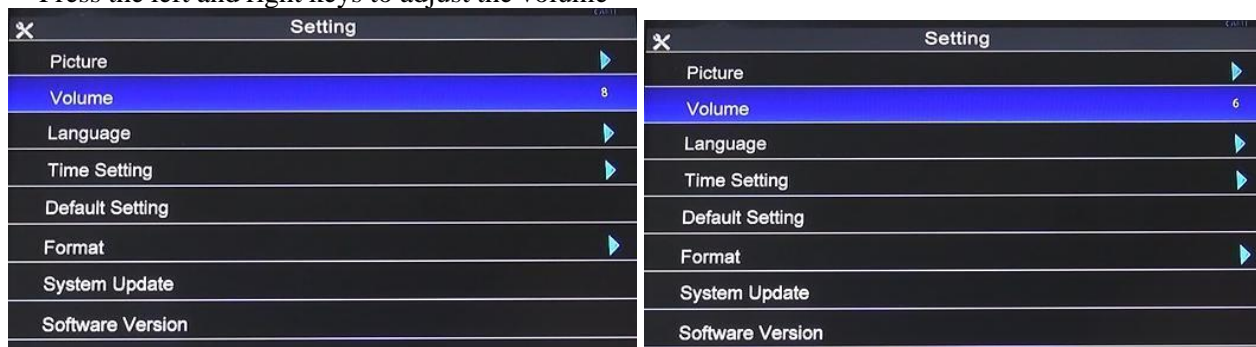 Press the left and right keys to adjust the volume
Setting
Picture
Volume 8
Language
Time Setting
Default Setting
Format
System Update
Software Version
Setting
Picture
Volume 6
Language
Time Setting
Default Setting
Format
System Update
Software Version